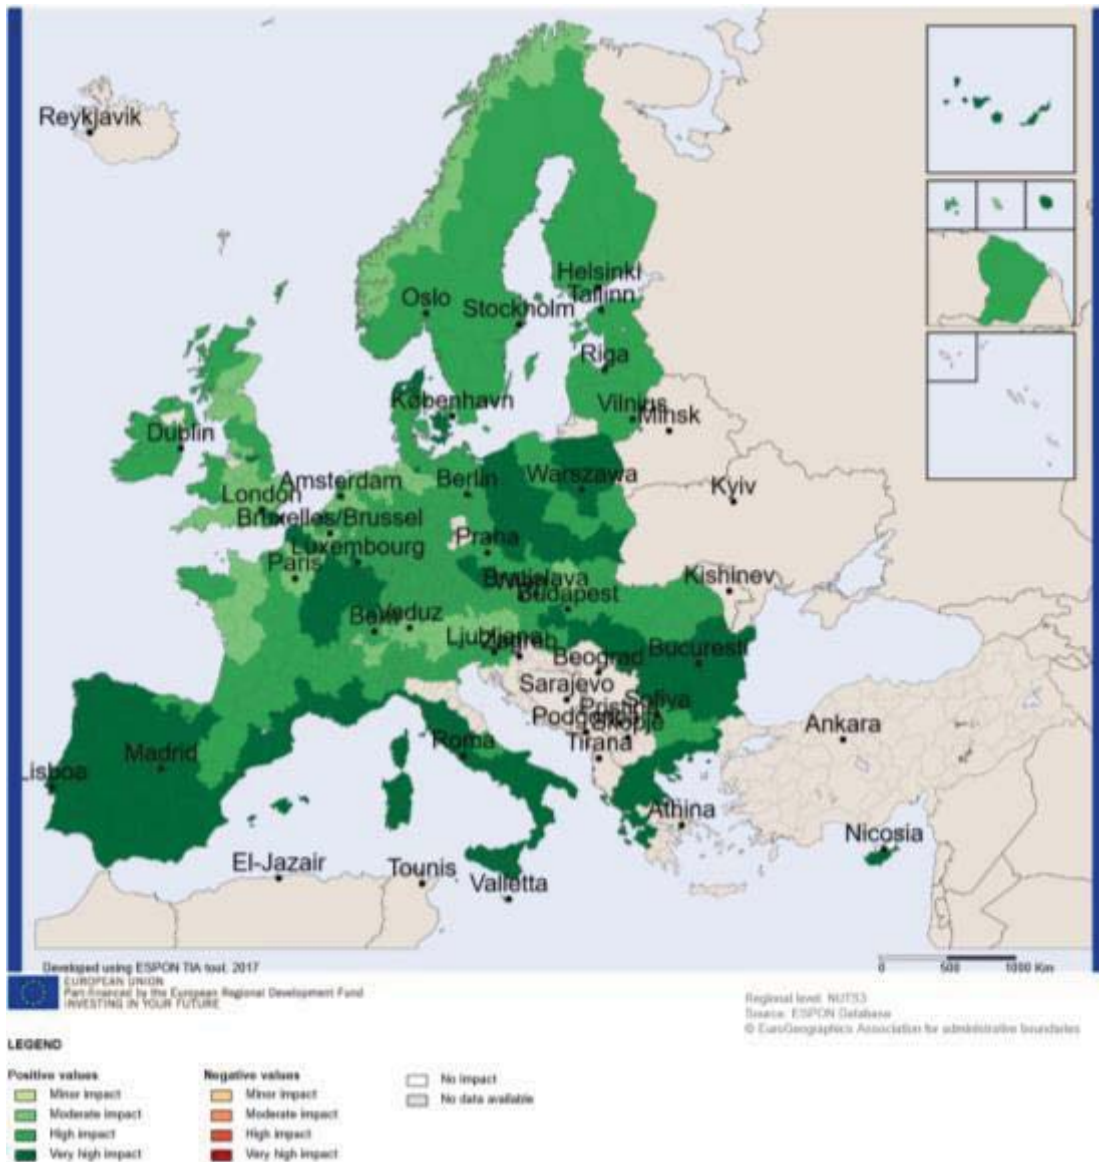 Reykjavik
Helsinki
Tallinn
Oslo
Stockholm
Riga
København
Vilnius
Minsk
Dublin
Amsterdam
Berlin
Warszawa
London
Kyiv
Bruxelles/Brussel
Praha
Luxembourg
Paris
Bratislava
Kishinev
Budapest
Bern
Vaduz
Ljubljana
Zagreb
Beograd
Bucuresti
Sarajevo
Sofiya
Pristina
Podgorica
Skopje
Ankara
Madrid
Roma
Tirana
Lisboa
Athina
Nicosia
El-Jazair
Tounis
Valletta
Developed using ESPON TIA tool, 2017
0 500 1000 Km
EUROPEAN UNION
Part-financed by the European Regional Development Fund
INVESTING IN YOUR FUTURE
Regional level: NUTS3
Source: ESPON Database
© EuroGeographics Association for administrative boundaries
LEGEND
Positive values
Minor impact
Moderate impact
High impact
Very high impact
Negative values
Minor impact
Moderate impact
High impact
Very high impact
No impact
No data available